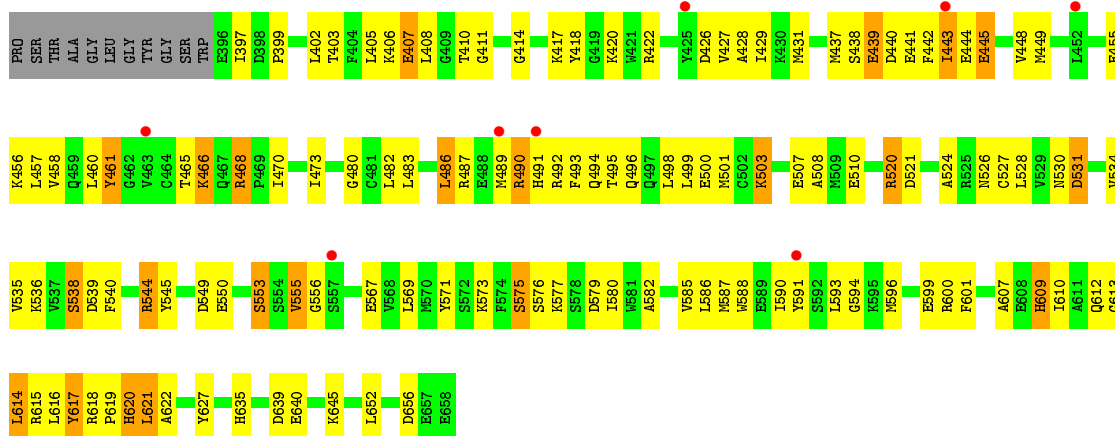 PRO SER THR ALA GLY LEU GLY TYR GLY SER TRP E396 I397 D398 P399 L402 T403 F404 L405 K406 E407 L408 G409 T410 G411 G414 K417 Y418 G419 K420 W421 R422 Y425 D426 V427 A428 I429 K430 M431 M437 S438 E439 D440 E441 F442 I443 E444 E445 V448 M449 L452 F455
K456 L457 V458 Q459 L460 Y461 G462 V463 C464 T465 K466 Q467 R468 P469 I470 I473 G480 C481 L482 L483 L486 R487 E488 M489 R490 H491 R492 F493 Q494 T495 Q496 Q497 L498 L499 E500 M501 C502 K503 E507 A508 M509 E510 R520 D521 A524 R525 N526 C527 L528 V529 N530 D531 V534
V535 K536 V537 S538 D539 F540 R544 Y545 D549 E550 S553 S554 V555 G556 S557 E567 V568 L569 M570 Y571 S572 K573 F574 S575 S576 K577 S578 D579 I580 W581 A582 V585 L586 M587 W588 E589 I590 Y591 S592 L593 G594 K595 M596 E599 R600 F601 A607 E608 H609 I610 A611 Q612 G613
L614 R615 L616 Y617 R618 P619 H620 L621 A622 Y627 H635 D639 E640 K645 L652 D656 E657 E658